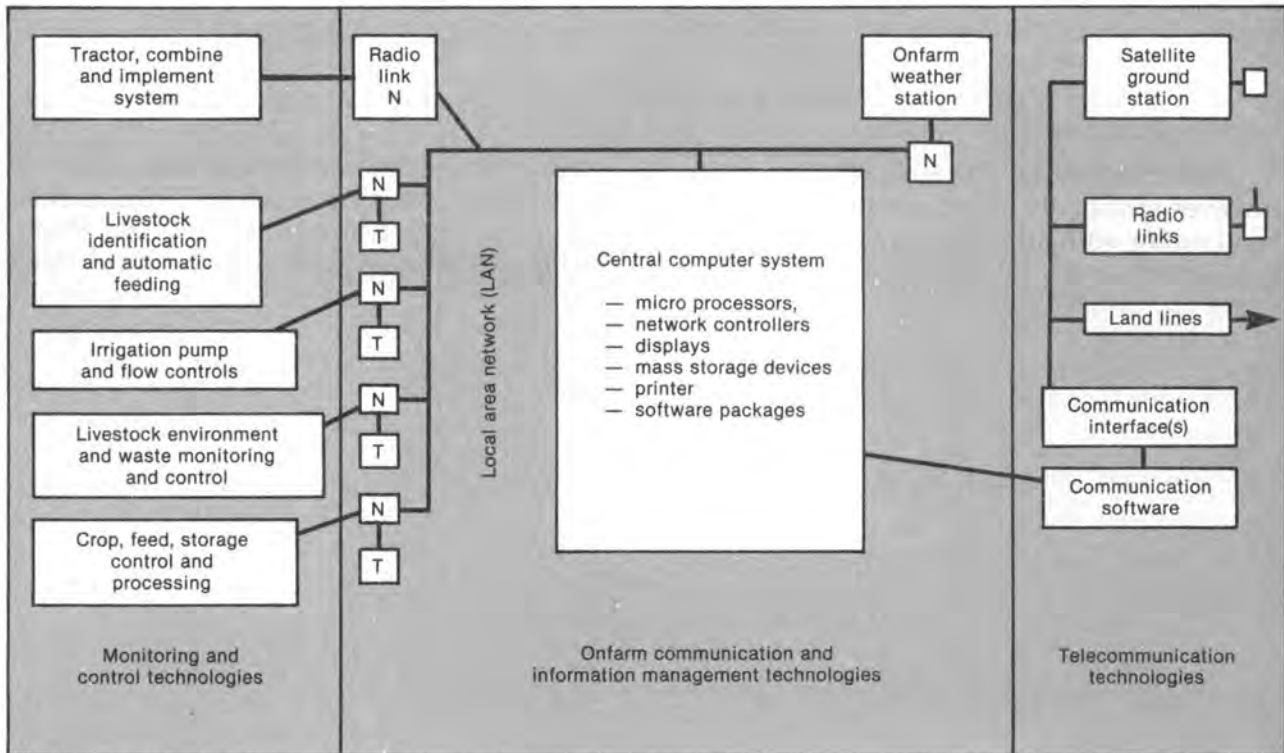 Tractor, combine
and implement
system
Livestock
identification
and automatic
feeding
Irrigation pump
and flow controls
Livestock environment
and waste monitoring
and control
Crop, feed, storage
control and
processing
Monitoring and
control technologies
Radio
link
N
N
T
N
T
N
T
N
T
Local area network (LAN)
Onfarm
weather
station
N
Central computer system
— micro processors,
— network controllers
— displays
— mass storage devices
— printer
— software packages
Onfarm communication and
information management technologies
Satellite
ground
station
Radio
links
Land lines
Communication
interface(s)
Communication
software
Telecommunication
technologies